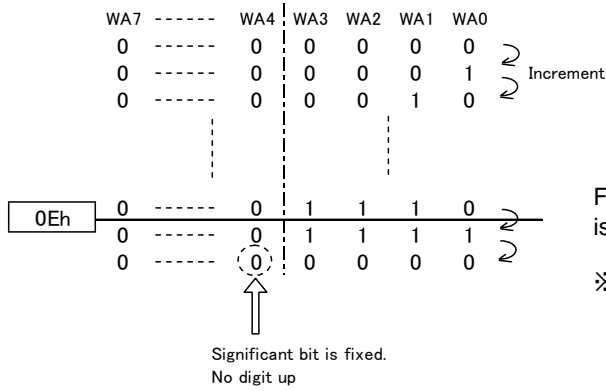 WA7 ------- WA4 WA3 WA2 WA1 WA0
0 ------- 0 0 0 0 0
0 ------- 0 0 0 0 1
Increment
0 ------- 0 0 0 1 0
0 ------- 0 1 1 1 0
0Eh
0 ------- 0 1 1 1 1
0 ------- 0 0 0 0 0
F
is
※
Significant bit is fixed.
No digit up